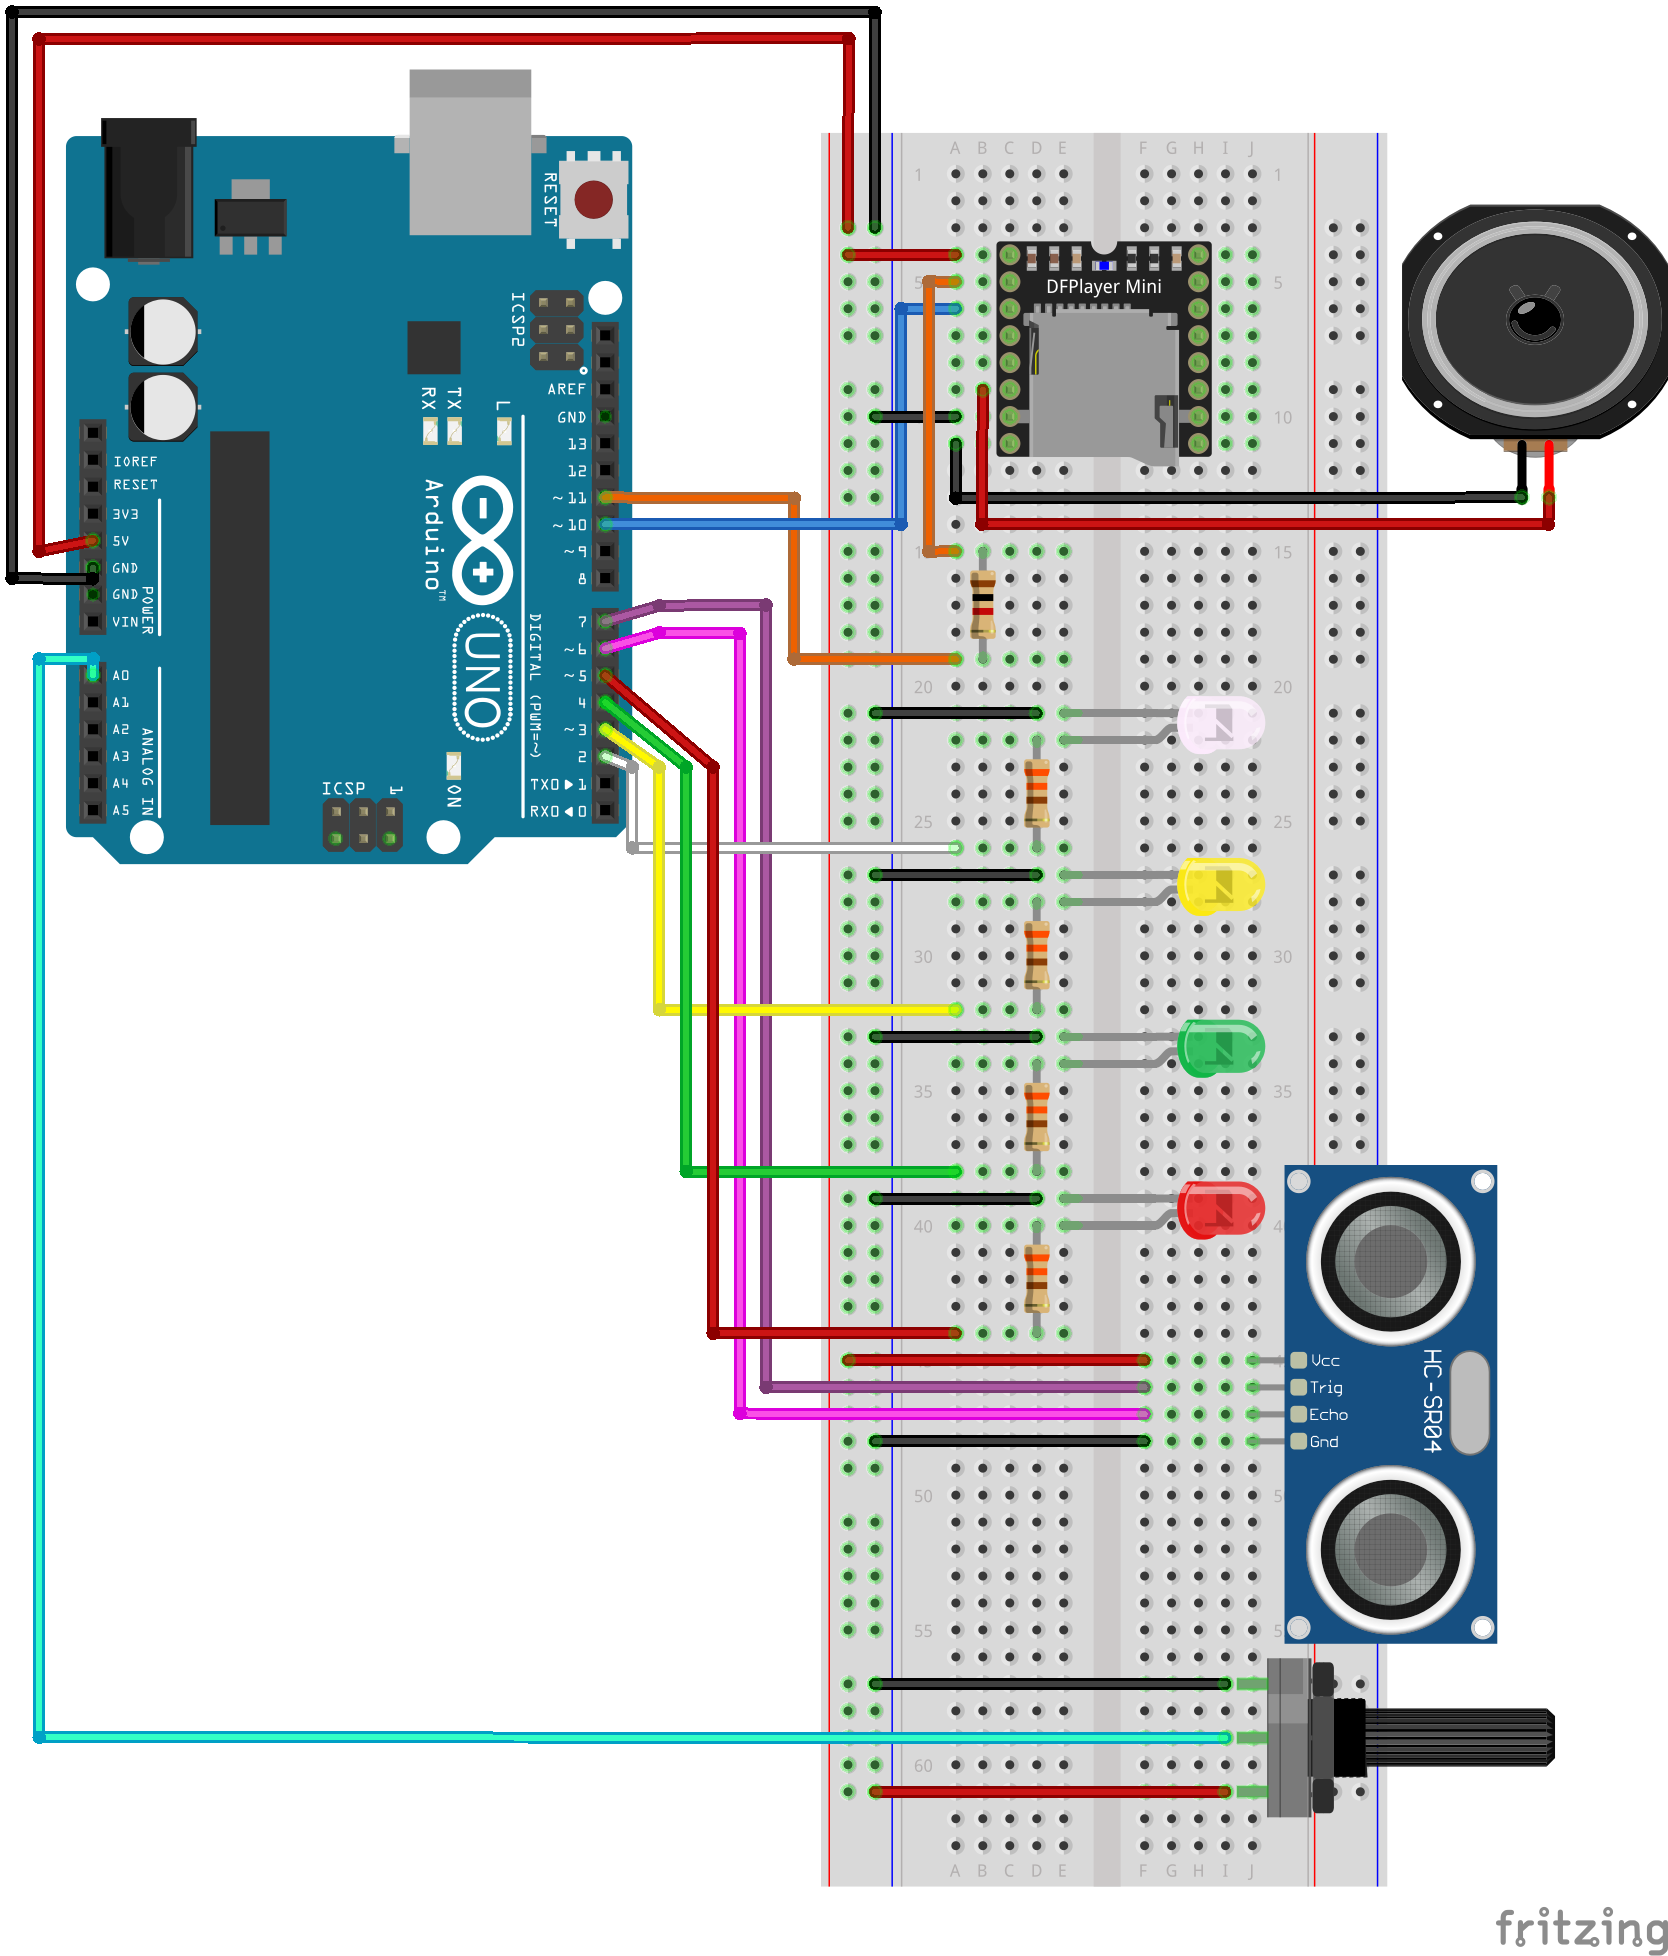 RESET
ICSP2
AREF
GND
13
12
~11
~10
~9
8
RX
TX
L
IOREF
RESET
3V3
5V
GND
GND
VIN
POWER
Arduino™
UNO
DIGITAL (PWM=~)
7
~6
~5
4
~3
2
TX0▶1
RX0◀0
A0
A1
A2
A3
A4
A5
ANALOG IN
ICSP
1
ON
A B C D E F G H I J
1 1
5 5
DFPlayer Mini
10 10
15
20 20
25 25
30 30
35 35
40
Vcc
Trig
Echo
Gnd
HC-SR04
50
55
60
A B C D E F G H I J
fritzing